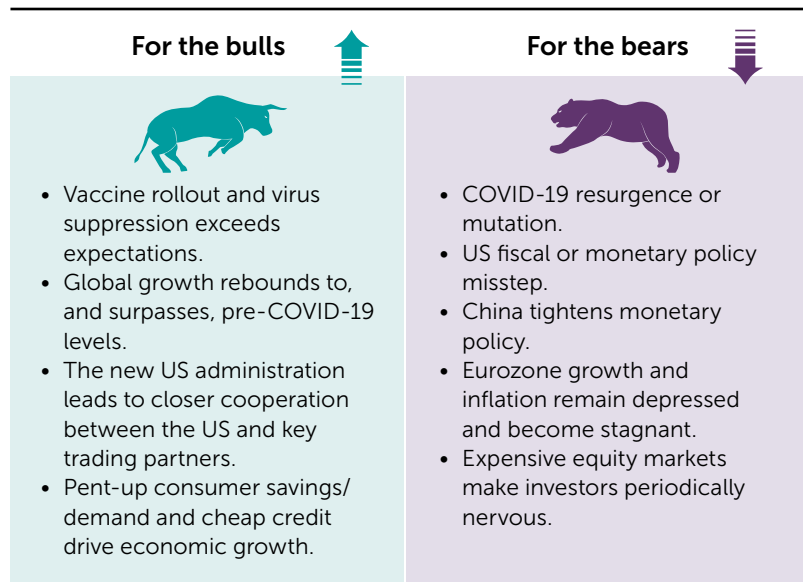 For the bulls
• Vaccine rollout and virus
suppression exceeds
expectations.
• Global growth rebounds to,
and surpasses, pre-COVID-19
levels.
• The new US administration
leads to closer cooperation
between the US and key
trading partners.
• Pent-up consumer savings/
demand and cheap credit
drive economic growth.
For the bears
• COVID-19 resurgence or
mutation.
• US fiscal or monetary policy
misstep.
• China tightens monetary
policy.
• Eurozone growth and
inflation remain depressed
and become stagnant.
• Expensive equity markets
make investors periodically
nervous.